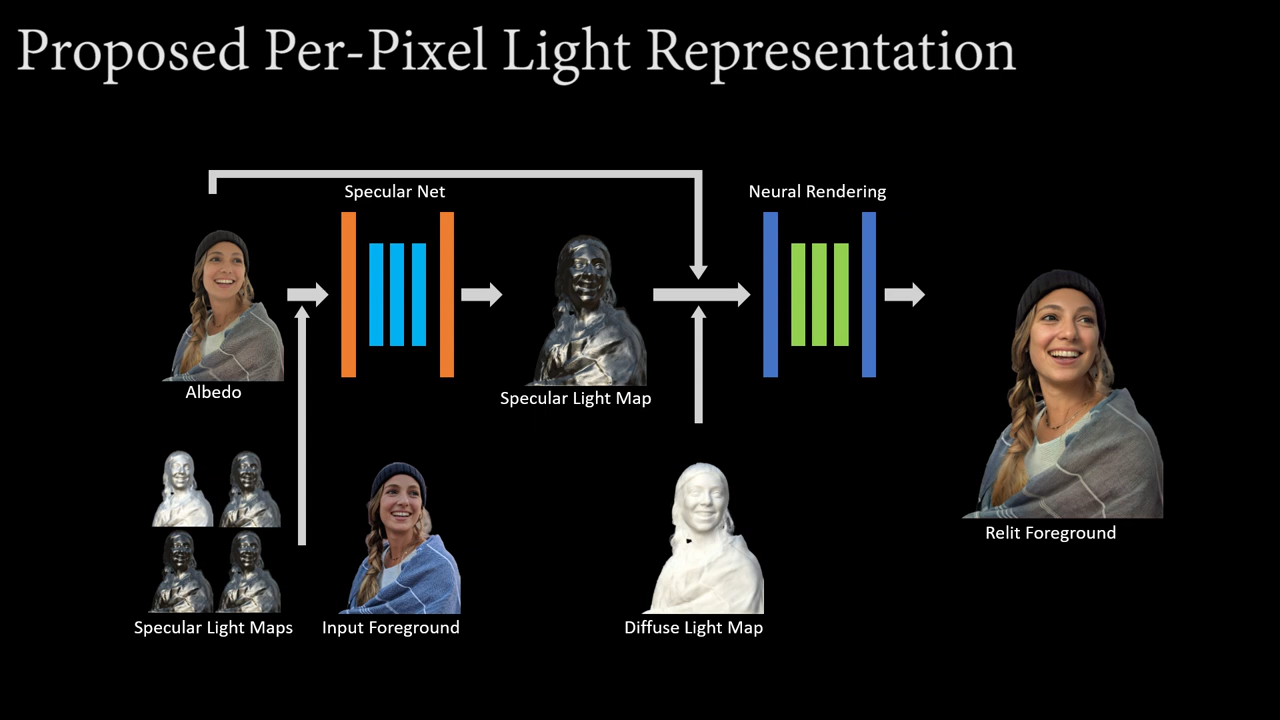 Proposed Per-Pixel Light Representation
Specular Net
Neural Rendering
Albedo
Specular Light Map
Relit Foreground
Specular Light Maps
Input Foreground
Diffuse Light Map